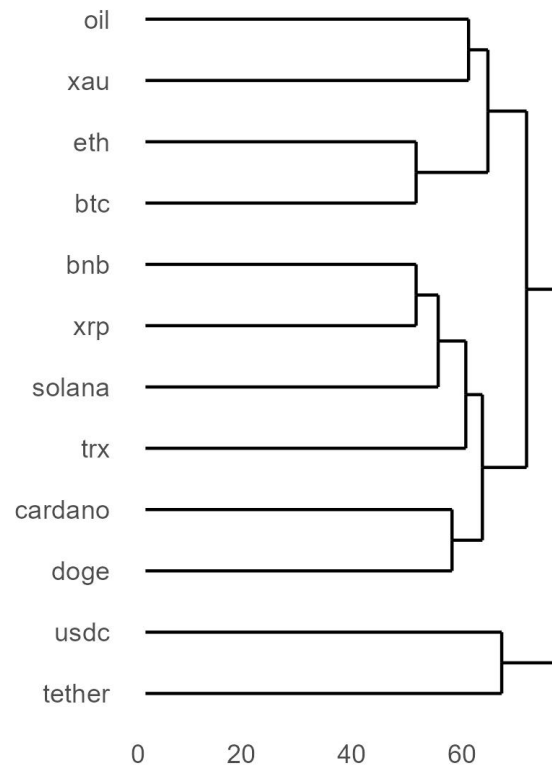 oil
xau
eth
btc
bnb
xrp
solana
trx
cardano
doge
usdc
tether
0 20 40 60